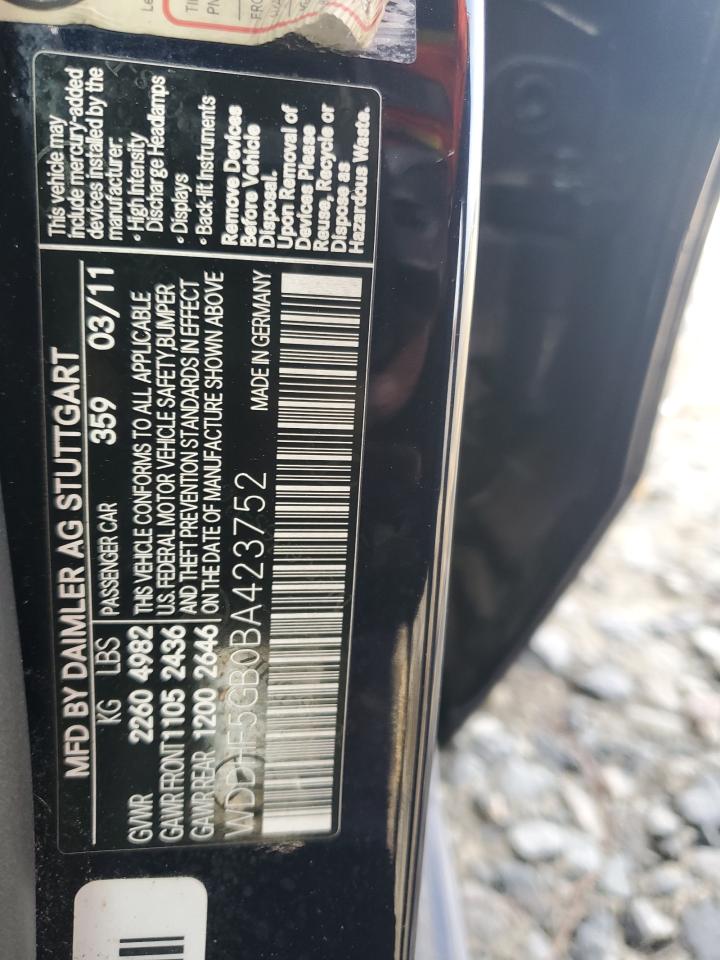 MFD BY DAIMLER AG STUTTGART
KG LBS PASSENGER CAR 359 03/11
GVWR 2260 4982
GAWR FRONT 1105 2436
GAWR REAR 1200 2646
THIS VEHICLE CONFORMS TO ALL APPLICABLE
U.S. FEDERAL MOTOR VEHICLE SAFETY,BUMPER
AND THEFT PREVENTION STANDARDS IN EFFECT
ON THE DATE OF MANUFACTURE SHOWN ABOVE
WDDHF5GB0BA423752
MADE IN GERMANY
This vehicle may
include mercury-added
devices installed by the
manufacturer:
• High Intensity
Discharge Headlamps
• Displays
• Back-lit Instruments
Remove Devices
Before Vehicle
Disposal.
Upon Removal of
Devices Please
Reuse, Recycle or
Dispose as
Hazardous Waste.